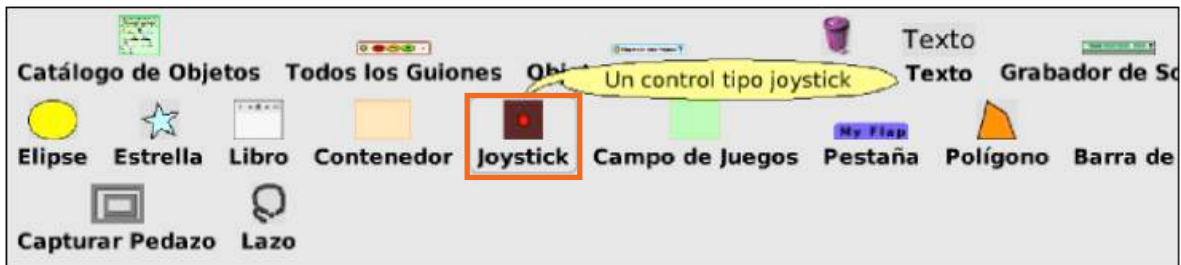 Texto
Catálogo de Objetos Todos los Guiones Texto Grabador de So
Un control tipo joystick
My Flap
Elipse Estrella Libro Contenedor Joystick Campo de Juegos Pestaña Polígono Barra de
Capturar Pedazo Lazo